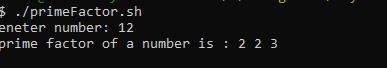 $ ./primeFactor.sh
eneter number: 12
prime factor of a number is : 2 2 3